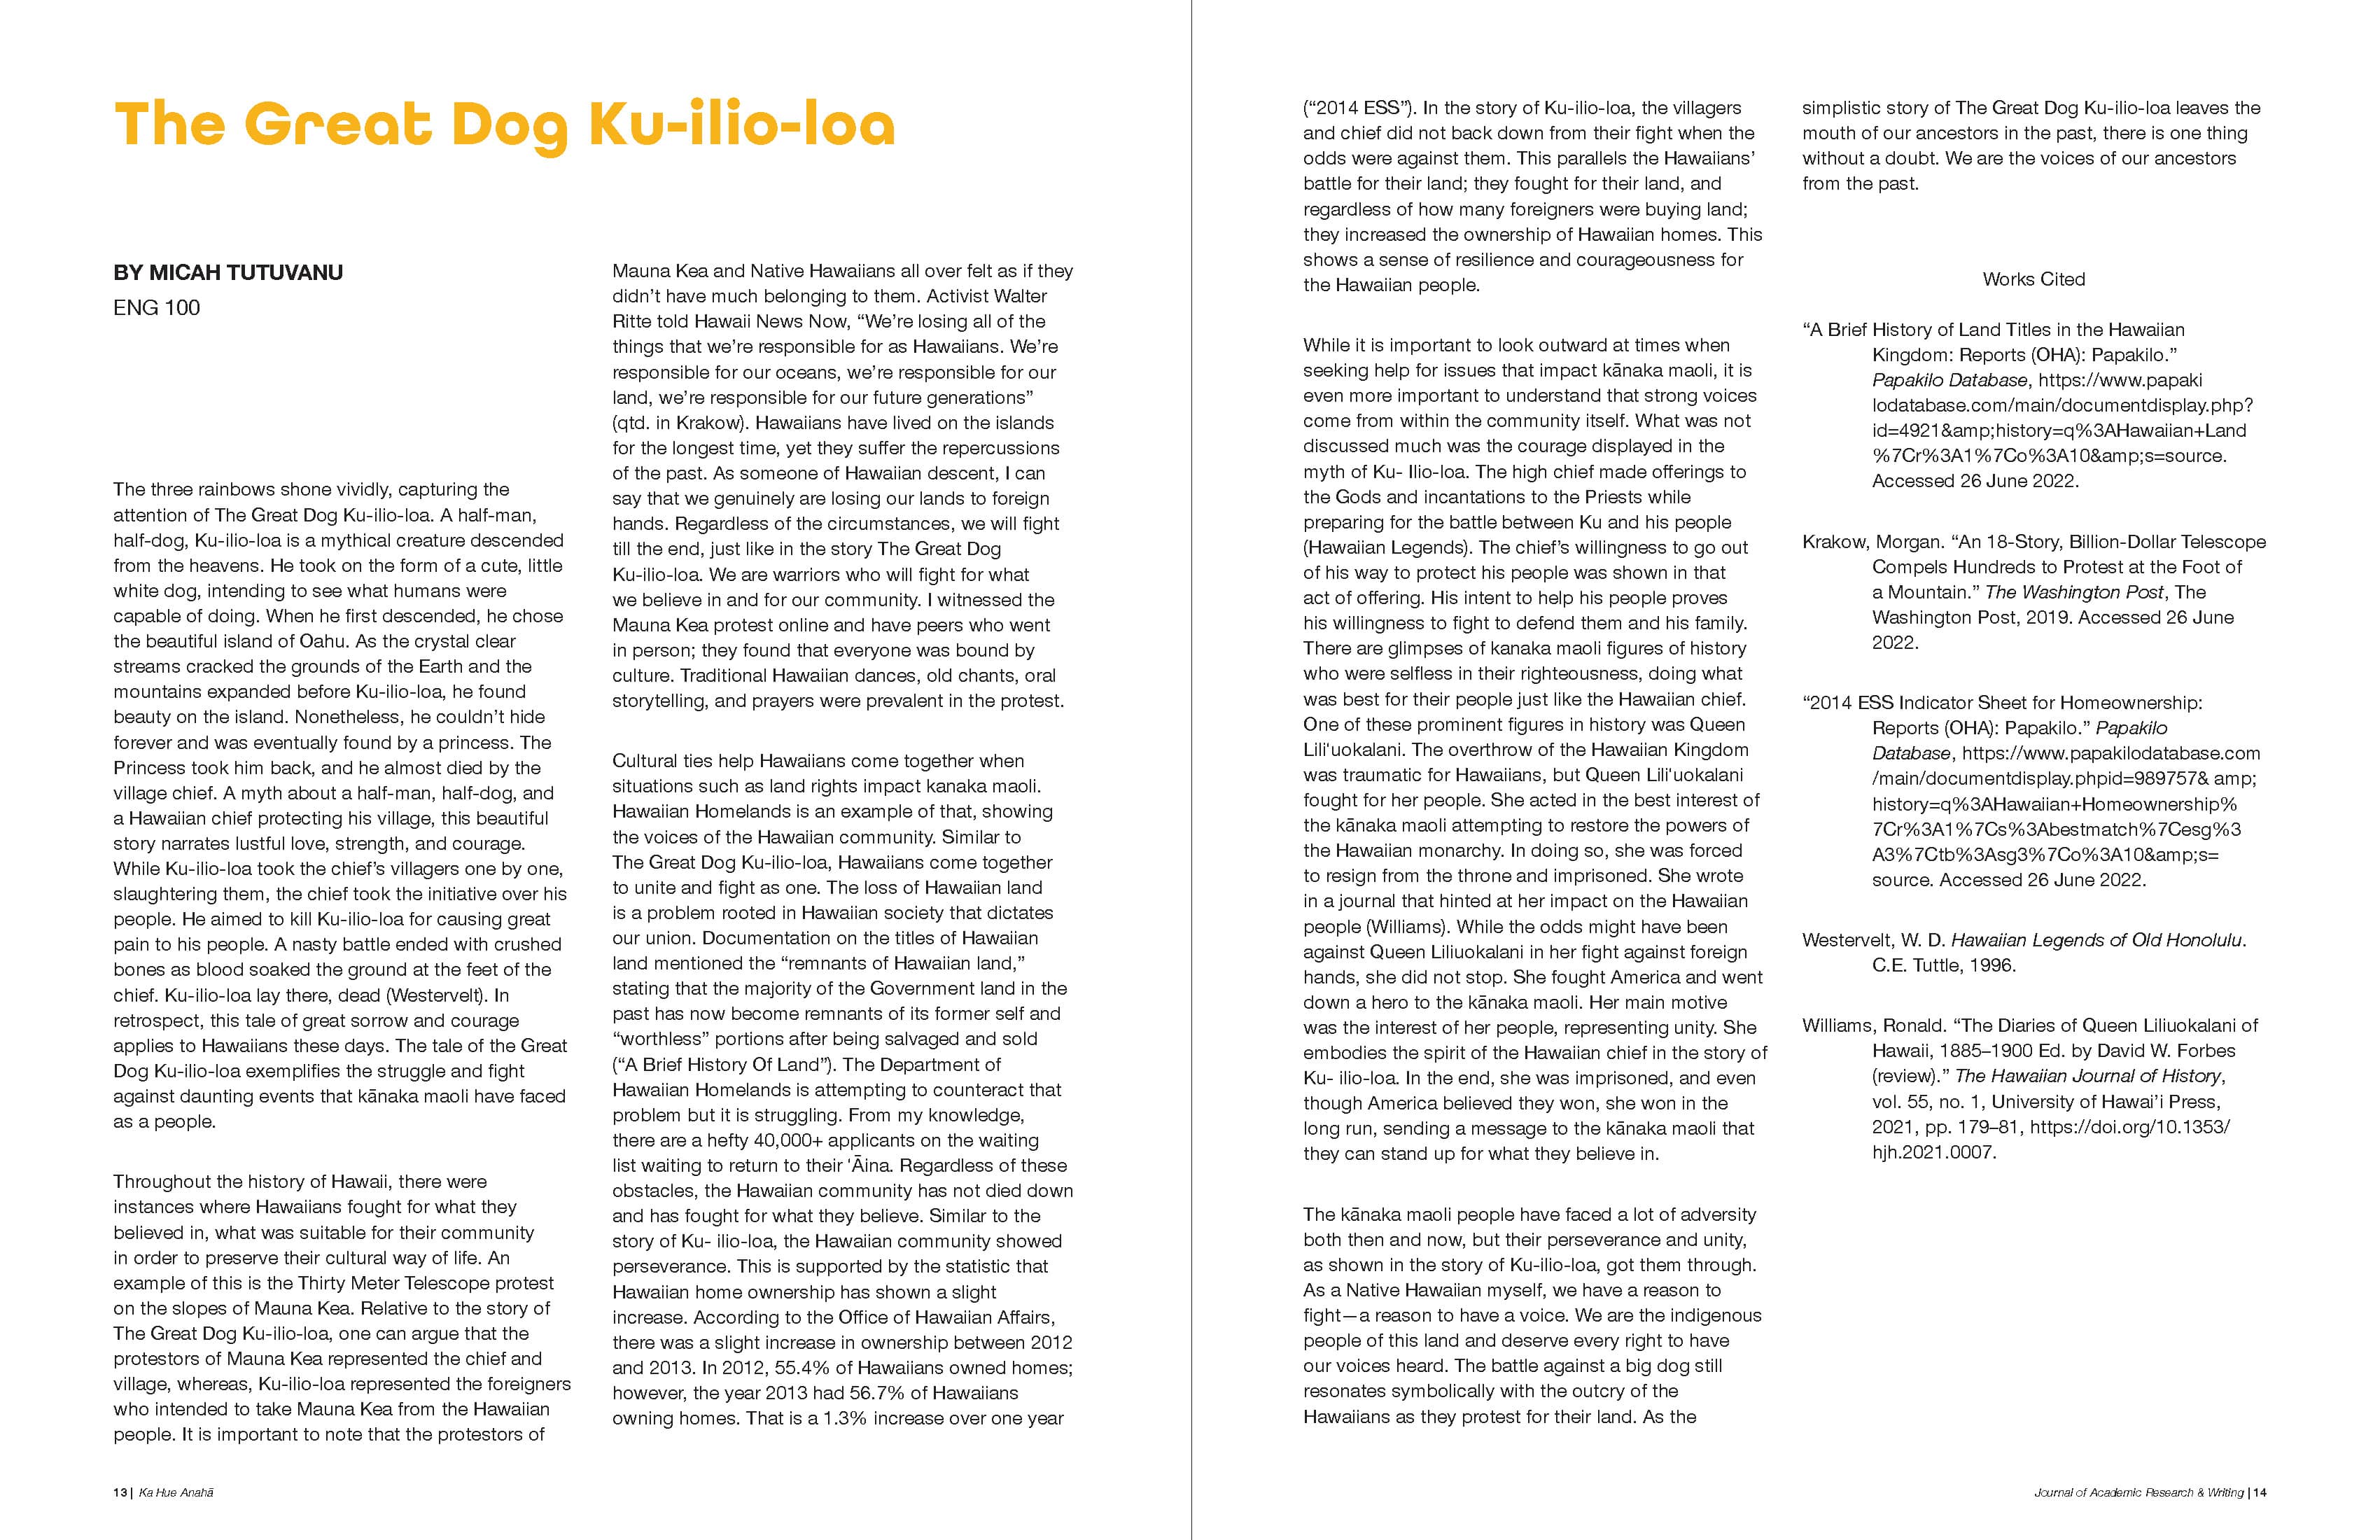 The Great Dog Ku-ilio-loa
BY MICAH TUTUVANU
ENG 100
The three rainbows shone vividly, capturing the
attention of The Great Dog Ku-ilio-loa. A half-man,
half-dog, Ku-ilio-loa is a mythical creature descended
from the heavens. He took on the form of a cute, little
white dog, intending to see what humans were
capable of doing. When he first descended, he chose
the beautiful island of Oahu. As the crystal clear
streams cracked the grounds of the Earth and the
mountains expanded before Ku-ilio-loa, he found
beauty on the island. Nonetheless, he couldn’t hide
forever and was eventually found by a princess. The
Princess took him back, and he almost died by the
village chief. A myth about a half-man, half-dog, and
a Hawaiian chief protecting his village, this beautiful
story narrates lustful love, strength, and courage.
While Ku-ilio-loa took the chief’s villagers one by one,
slaughtering them, the chief took the initiative over his
people. He aimed to kill Ku-ilio-loa for causing great
pain to his people. A nasty battle ended with crushed
bones as blood soaked the ground at the feet of the
chief. Ku-ilio-loa lay there, dead (Westervelt). In
retrospect, this tale of great sorrow and courage
applies to Hawaiians these days. The tale of the Great
Dog Ku-ilio-loa exemplifies the struggle and fight
against daunting events that kānaka maoli have faced
as a people.
Throughout the history of Hawaii, there were
instances where Hawaiians fought for what they
believed in, what was suitable for their community
in order to preserve their cultural way of life. An
example of this is the Thirty Meter Telescope protest
on the slopes of Mauna Kea. Relative to the story of
The Great Dog Ku-ilio-loa, one can argue that the
protestors of Mauna Kea represented the chief and
village, whereas, Ku-ilio-loa represented the foreigners
who intended to take Mauna Kea from the Hawaiian
people. It is important to note that the protestors of
Mauna Kea and Native Hawaiians all over felt as if they
didn’t have much belonging to them. Activist Walter
Ritte told Hawaii News Now, “We’re losing all of the
things that we’re responsible for as Hawaiians. We’re
responsible for our oceans, we’re responsible for our
land, we’re responsible for our future generations”
(qtd. in Krakow). Hawaiians have lived on the islands
for the longest time, yet they suffer the repercussions
of the past. As someone of Hawaiian descent, I can
say that we genuinely are losing our lands to foreign
hands. Regardless of the circumstances, we will fight
till the end, just like in the story The Great Dog
Ku-ilio-loa. We are warriors who will fight for what
we believe in and for our community. I witnessed the
Mauna Kea protest online and have peers who went
in person; they found that everyone was bound by
culture. Traditional Hawaiian dances, old chants, oral
storytelling, and prayers were prevalent in the protest.
Cultural ties help Hawaiians come together when
situations such as land rights impact kanaka maoli.
Hawaiian Homelands is an example of that, showing
the voices of the Hawaiian community. Similar to
The Great Dog Ku-ilio-loa, Hawaiians come together
to unite and fight as one. The loss of Hawaiian land
is a problem rooted in Hawaiian society that dictates
our union. Documentation on the titles of Hawaiian
land mentioned the “remnants of Hawaiian land,”
stating that the majority of the Government land in the
past has now become remnants of its former self and
“worthless” portions after being salvaged and sold
(“A Brief History Of Land”). The Department of
Hawaiian Homelands is attempting to counteract that
problem but it is struggling. From my knowledge,
there are a hefty 40,000+ applicants on the waiting
list waiting to return to their ‘Āina. Regardless of these
obstacles, the Hawaiian community has not died down
and has fought for what they believe. Similar to the
story of Ku- ilio-loa, the Hawaiian community showed
perseverance. This is supported by the statistic that
Hawaiian home ownership has shown a slight
increase. According to the Office of Hawaiian Affairs,
there was a slight increase in ownership between 2012
and 2013. In 2012, 55.4% of Hawaiians owned homes;
however, the year 2013 had 56.7% of Hawaiians
owning homes. That is a 1.3% increase over one year
13 | Ka Hue Anahā
(“2014 ESS”). In the story of Ku-ilio-loa, the villagers
and chief did not back down from their fight when the
odds were against them. This parallels the Hawaiians’
battle for their land; they fought for their land, and
regardless of how many foreigners were buying land;
they increased the ownership of Hawaiian homes. This
shows a sense of resilience and courageousness for
the Hawaiian people.
While it is important to look outward at times when
seeking help for issues that impact kānaka maoli, it is
even more important to understand that strong voices
come from within the community itself. What was not
discussed much was the courage displayed in the
myth of Ku- Ilio-loa. The high chief made offerings to
the Gods and incantations to the Priests while
preparing for the battle between Ku and his people
(Hawaiian Legends). The chief’s willingness to go out
of his way to protect his people was shown in that
act of offering. His intent to help his people proves
his willingness to fight to defend them and his family.
There are glimpses of kanaka maoli figures of history
who were selfless in their righteousness, doing what
was best for their people just like the Hawaiian chief.
One of these prominent figures in history was Queen
Lili'uokalani. The overthrow of the Hawaiian Kingdom
was traumatic for Hawaiians, but Queen Lili'uokalani
fought for her people. She acted in the best interest of
the kānaka maoli attempting to restore the powers of
the Hawaiian monarchy. In doing so, she was forced
to resign from the throne and imprisoned. She wrote
in a journal that hinted at her impact on the Hawaiian
people (Williams). While the odds might have been
against Queen Liliuokalani in her fight against foreign
hands, she did not stop. She fought America and went
down a hero to the kānaka maoli. Her main motive
was the interest of her people, representing unity. She
embodies the spirit of the Hawaiian chief in the story of
Ku- ilio-loa. In the end, she was imprisoned, and even
though America believed they won, she won in the
long run, sending a message to the kānaka maoli that
they can stand up for what they believe in.
The kānaka maoli people have faced a lot of adversity
both then and now, but their perseverance and unity,
as shown in the story of Ku-ilio-loa, got them through.
As a Native Hawaiian myself, we have a reason to
fight—a reason to have a voice. We are the indigenous
people of this land and deserve every right to have
our voices heard. The battle against a big dog still
resonates symbolically with the outcry of the
Hawaiians as they protest for their land. As the
simplistic story of The Great Dog Ku-ilio-loa leaves the
mouth of our ancestors in the past, there is one thing
without a doubt. We are the voices of our ancestors
from the past.
Works Cited
“A Brief History of Land Titles in the Hawaiian
Kingdom: Reports (OHA): Papakilo.”
Papakilo Database, https://www.papaki
lodatabase.com/main/documentdisplay.php?
id=4921&amp;history=q%3AHawaiian+Land
%7Cr%3A1%7Co%3A10&amp;s=source.
Accessed 26 June 2022.
Krakow, Morgan. “An 18-Story, Billion-Dollar Telescope
Compels Hundreds to Protest at the Foot of
a Mountain.” The Washington Post, The
Washington Post, 2019. Accessed 26 June
2022.
“2014 ESS Indicator Sheet for Homeownership:
Reports (OHA): Papakilo.” Papakilo
Database, https://www.papakilodatabase.com
/main/documentdisplay.phpid=989757& amp;
history=q%3AHawaiian+Homeownership%
7Cr%3A1%7Cs%3Abestmatch%7Cesg%3
A3%7Ctb%3Asg3%7Co%3A10&amp;s=
source. Accessed 26 June 2022.
Westervelt, W. D. Hawaiian Legends of Old Honolulu.
C.E. Tuttle, 1996.
Williams, Ronald. “The Diaries of Queen Liliuokalani of
Hawaii, 1885–1900 Ed. by David W. Forbes
(review).” The Hawaiian Journal of History,
vol. 55, no. 1, University of Hawai’i Press,
2021, pp. 179–81, https://doi.org/10.1353/
hjh.2021.0007.
Journal of Academic Research & Writing | 14